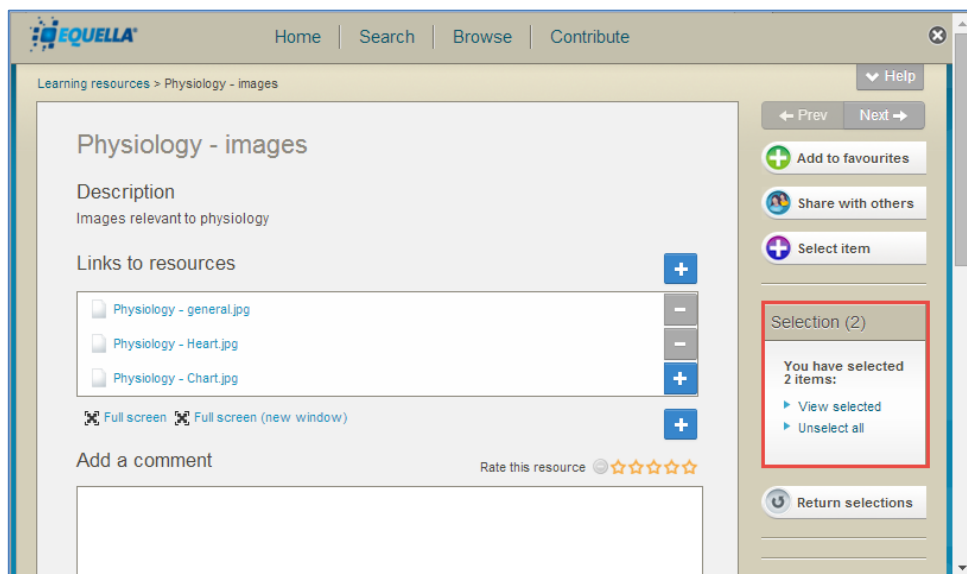 EQUELLA
Home Search Browse Contribute
Learning resources > Physiology - images
Help
Prev Next
Physiology - images
Add to favourites
Description
Images relevant to physiology
Share with others
Select item
Links to resources
Physiology - general.jpg
Physiology - Heart.jpg
Physiology - Chart.jpg
Full screen Full screen (new window)
Selection (2)
You have selected
2 items:
View selected
Unselect all
Add a comment
Rate this resource
Return selections